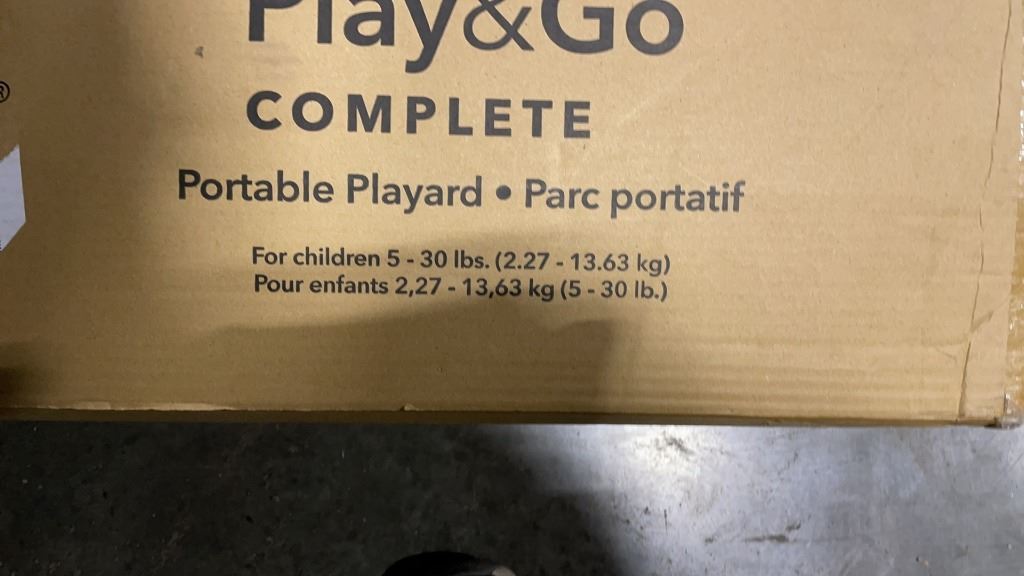 Play&Go
®
COMPLETE
Portable Playard • Parc portatif
For children 5 - 30 lbs. (2.27 - 13.63 kg)
Pour enfants 2,27 - 13,63 kg (5 - 30 lb.)